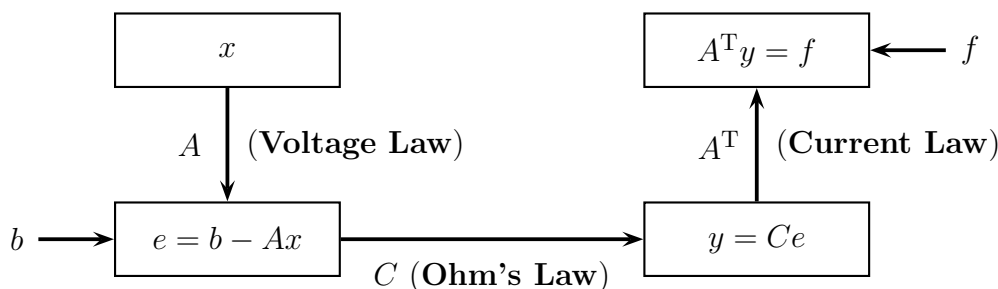 x
A^T y = f
f
A
(Voltage Law)
A^T
(Current Law)
b
e = b − Ax
y = Ce
C (Ohm's Law)